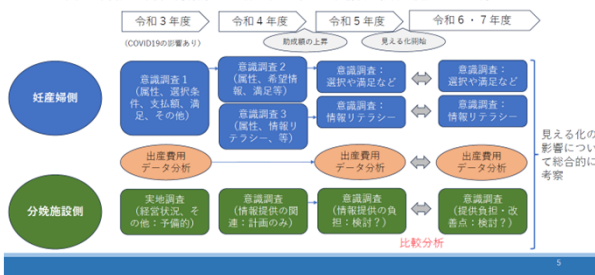 令和３年度
令和４年度
令和５年度
令和６・７年度
(COVID19の影響あり)
助成額の上昇
見える化開始
妊産婦側
意識調査１
(属性、選択条
件、支払額、満
足、その他)
意識調査２
(属性、希望情
報、満足等)
意識調査３
(属性、情報リ
テラシー、等)
意識調査：
選択や満足など
意識調査：
情報リテラシー
意識調査：
選択や満足など
意識調査：
情報リテラシー
出産費用
データ分析
出産費用
データ分析
出産費用
データ分析
見える化の
影響につい
て総合的に
考察
分娩施設側
実地調査
(経営状況、そ
の他：予備的)
意識調査
(情報提供の関
連：計画のみ)
意識調査
(情報提供の負
担：検討？)
意識調査
(提供負担・改
善点：検討？)
比較分析
5